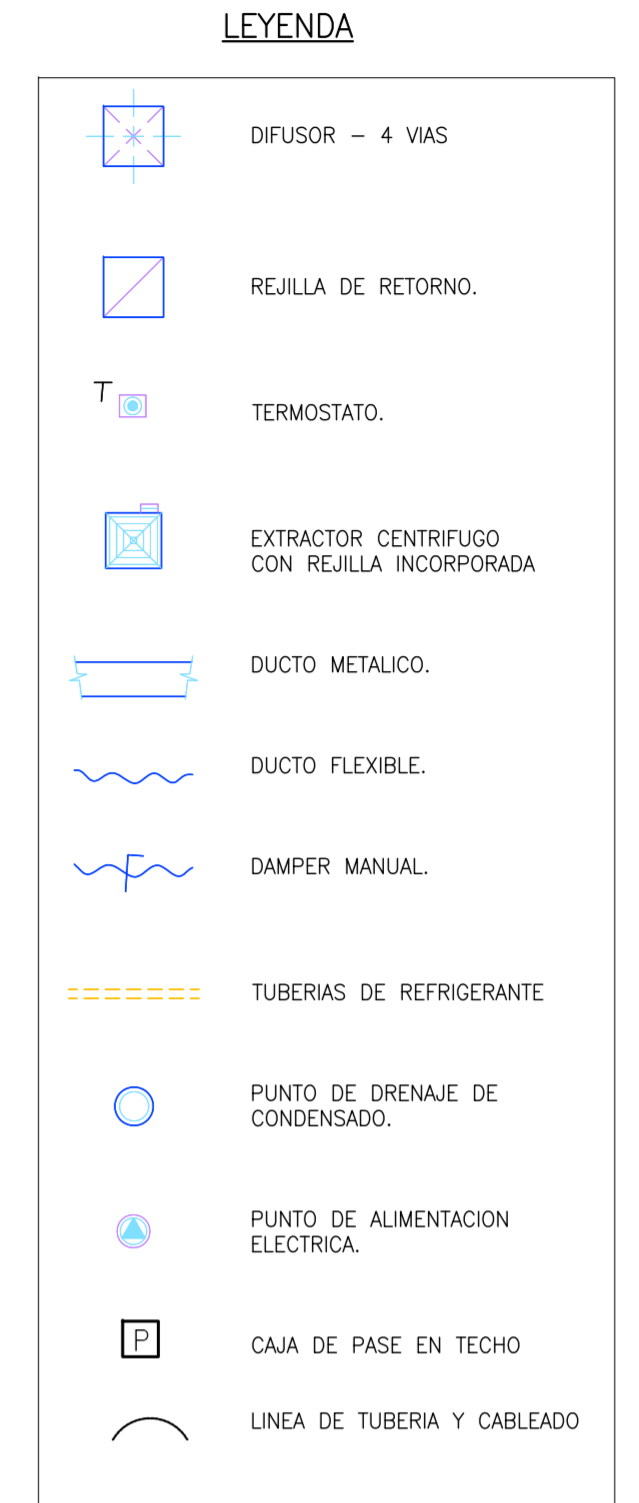 LEYENDA
DIFUSOR – 4 VIAS
REJILLA DE RETORNO.
T
TERMOSTATO.
EXTRACTOR CENTRIFUGO
CON REJILLA INCORPORADA
DUCTO METALICO.
DUCTO FLEXIBLE.
DAMPER MANUAL.
TUBERIAS DE REFRIGERANTE
PUNTO DE DRENAJE DE
CONDENSADO.
PUNTO DE ALIMENTACION
ELECTRICA.
P
CAJA DE PASE EN TECHO
LINEA DE TUBERIA Y CABLEADO